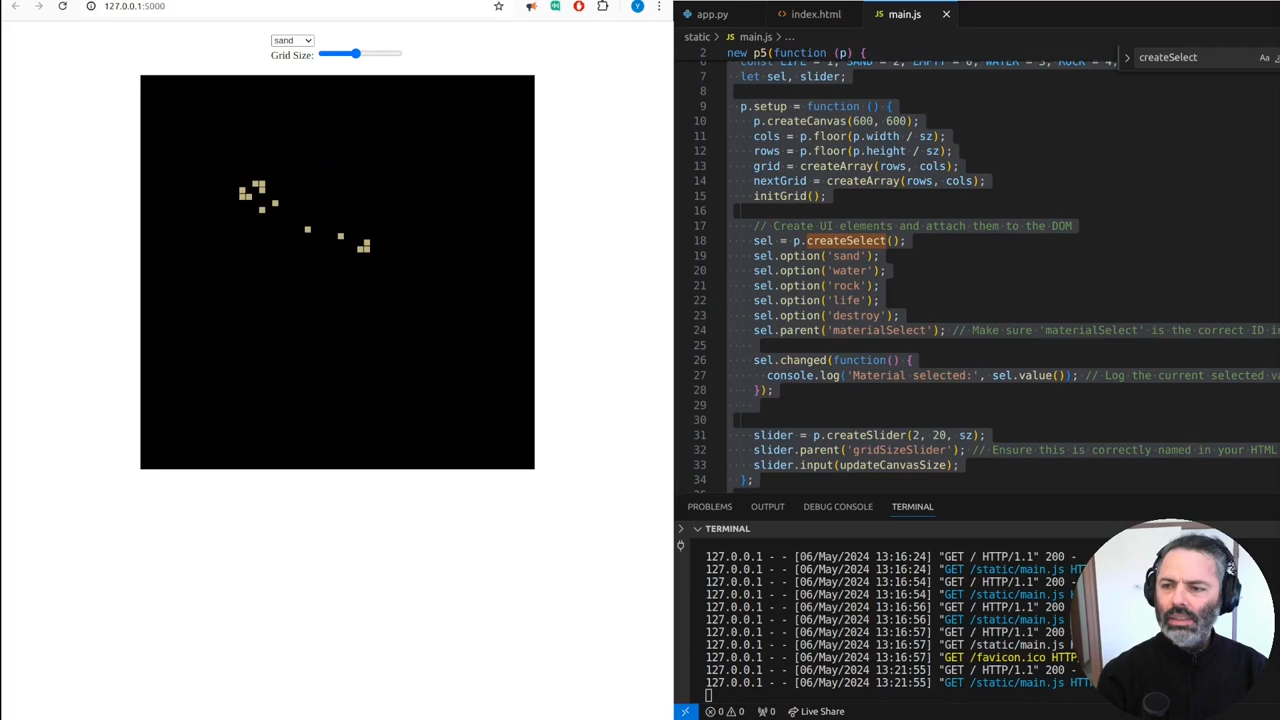 127.0.0.1:5000
sand
Grid Size:
app.py
index.html
main.js
static > main.js > ...
createSelect
Aa
2 new p5(function (p) {
7 let sel, slider;
8
9 p.setup = function () {
10 p.createCanvas(600, 600);
11 cols = p.floor(p.width / sz);
12 rows = p.floor(p.height / sz);
13 grid = createArray(rows, cols);
14 nextGrid = createArray(rows, cols);
15 initGrid();
16
17 // Create UI elements and attach them to the DOM
18 sel = p.createSelect();
19 sel.option('sand');
20 sel.option('water');
21 sel.option('rock');
22 sel.option('life');
23 sel.option('destroy');
24 sel.parent('materialSelect'); // Make sure 'materialSelect' is the correct ID in
25
26 sel.changed(function() {
27 console.log('Material selected:', sel.value()); // Log the current selected va
28 });
29
30
31 slider = p.createSlider(2, 20, sz);
32 slider.parent('gridSizeSlider'); // Ensure this is correctly named in your HTML
33 slider.input(updateCanvasSize);
34 };
PROBLEMS OUTPUT DEBUG CONSOLE TERMINAL
TERMINAL
127.0.0.1 - - [06/May/2024 13:16:24] "GET / HTTP/1.1" 200 -
127.0.0.1 - - [06/May/2024 13:16:24] "GET /static/main.js HT
127.0.0.1 - - [06/May/2024 13:16:54] "GET / HTTP/1.1" 200
127.0.0.1 - - [06/May/2024 13:16:54] "GET /static/main.js H
127.0.0.1 - - [06/May/2024 13:16:56] "GET / HTTP/1.1" 200
127.0.0.1 - - [06/May/2024 13:16:56] "GET /static/main.js
127.0.0.1 - - [06/May/2024 13:16:57] "GET / HTTP/1.1" 200
127.0.0.1 - - [06/May/2024 13:16:57] "GET /static/main.js
127.0.0.1 - - [06/May/2024 13:16:57] "GET /favicon.ico HTTP
127.0.0.1 - - [06/May/2024 13:21:55] "GET / HTTP/1.1" 200
127.0.0.1 - - [06/May/2024 13:21:55] "GET /static/main.js H
0 0 0 Live Share